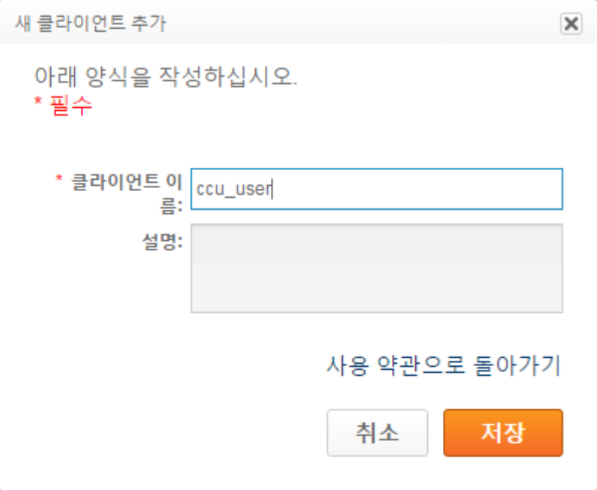 새 클라이언트 추가
아래 양식을 작성하십시오.
* 필수
* 클라이언트 이
름:
ccu_user
설명:
사용 약관으로 돌아가기
취소
저장